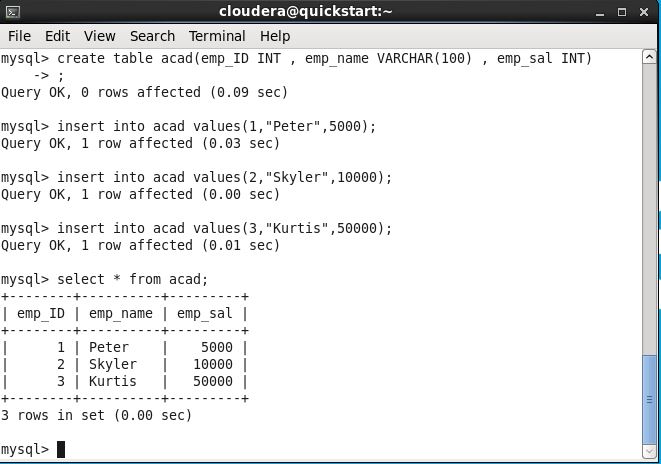 cloudera@quickstart:~
File Edit View Search Terminal Help
mysql> create table acad(emp_ID INT , emp_name VARCHAR(100) , emp_sal INT)
    -> ;
Query OK, 0 rows affected (0.09 sec)

mysql> insert into acad values(1,"Peter",5000);
Query OK, 1 row affected (0.03 sec)

mysql> insert into acad values(2,"Skyler",10000);
Query OK, 1 row affected (0.00 sec)

mysql> insert into acad values(3,"Kurtis",50000);
Query OK, 1 row affected (0.01 sec)

mysql> select * from acad;
+--------+----------+---------+
| emp_ID | emp_name | emp_sal |
+--------+----------+---------+
|      1 | Peter    |    5000 |
|      2 | Skyler   |   10000 |
|      3 | Kurtis   |   50000 |
+--------+----------+---------+
3 rows in set (0.00 sec)

mysql>